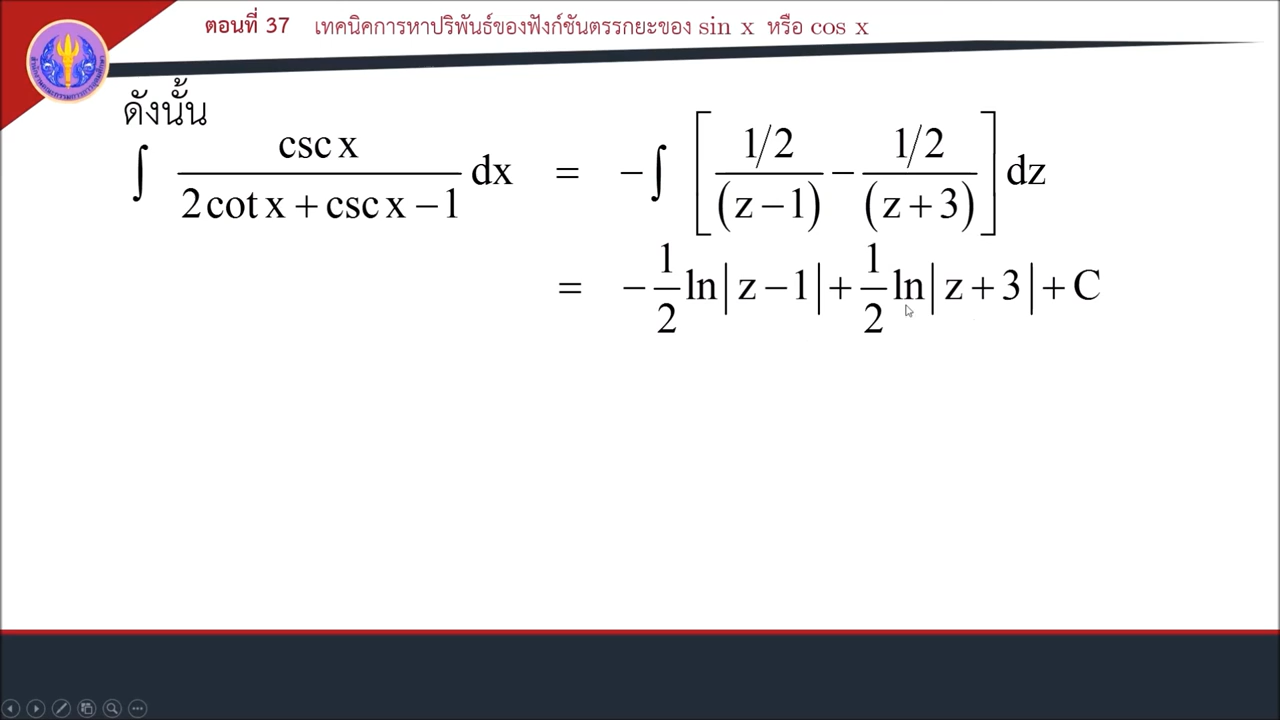 ตอนที่ 37 เทคนิคการหาปริพันธ์ของฟังก์ชันตรรกยะของ sin x หรือ cos x
ดังนั้น
∫ (csc x)/(2cot x + csc x − 1) dx = −∫ [ (1/2)/(z − 1) − (1/2)/(z + 3) ] dz
= −1/2 ln|z − 1| + 1/2 ln|z + 3| + C